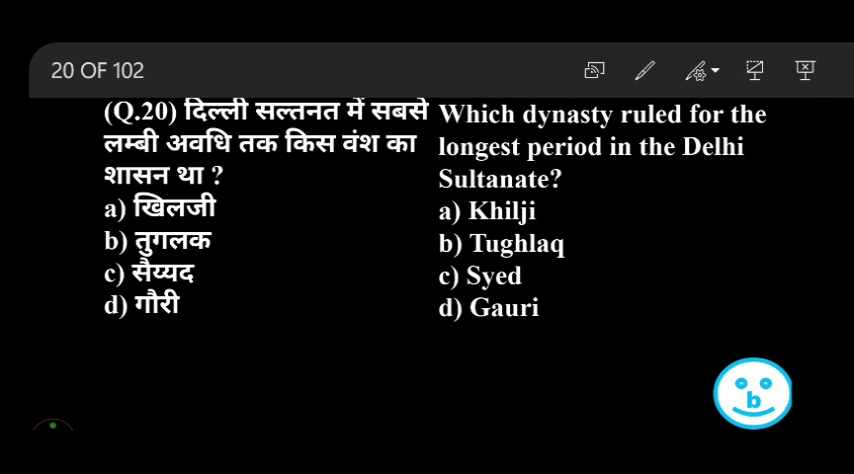 20 OF 102
(Q.20) दिल्ली सल्तनत में सबसे
लम्बी अवधि तक किस वंश का
शासन था ?
a) खिलजी
b) तुगलक
c) सैय्यद
d) गौरी
Which dynasty ruled for the
longest period in the Delhi
Sultanate?
a) Khilji
b) Tughlaq
c) Syed
d) Gauri
b